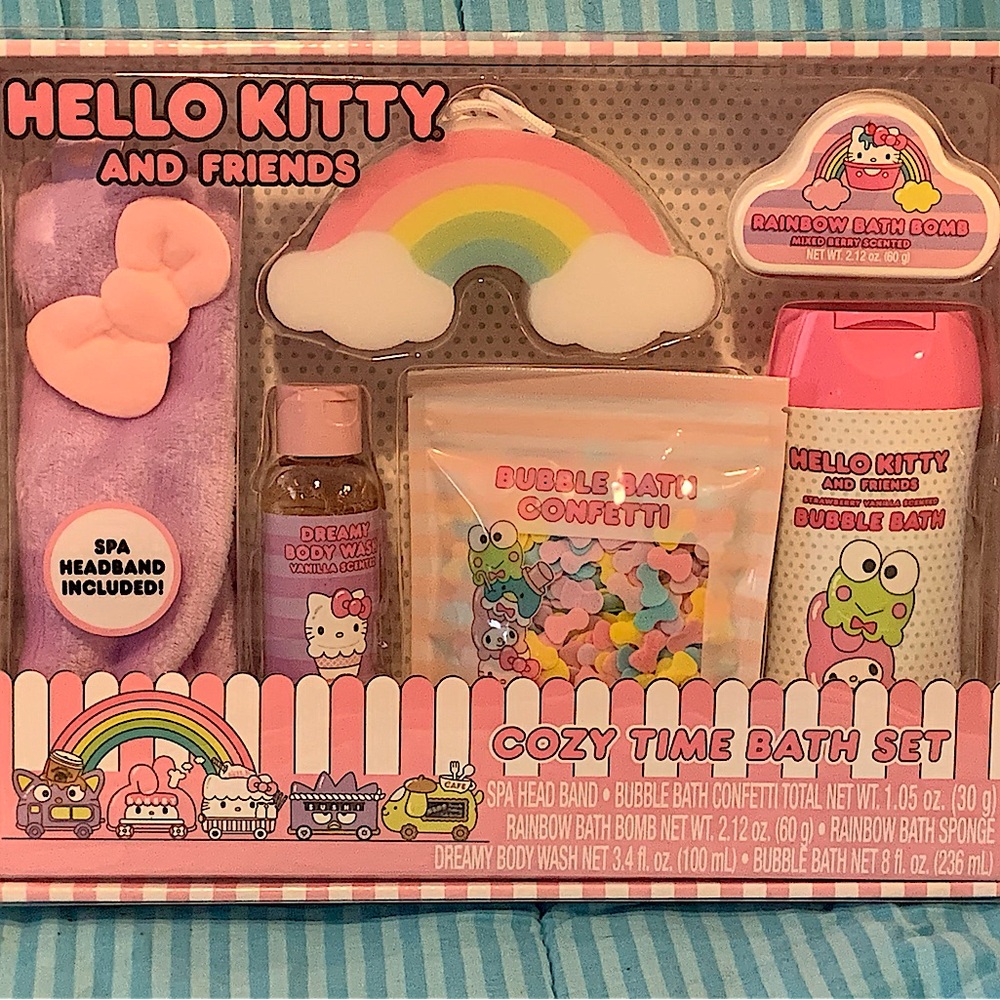 HELLO KITTY
AND FRIENDS
RAINBOW BATH BOMB
MIXED BERRY SCENTED
NET WT. 2.12 oz. (60 g)
SPA
HEADBAND
INCLUDED!
DREAMY
BODY WASH
VANILLA SCENTED
BUBBLE BATH
CONFETTI
HELLO KITTY
AND FRIENDS
STRAWBERRY VANILLA SCENTED
BUBBLE BATH
COZY TIME BATH SET
CAFE
SUSHI
SPA HEAD BAND • BUBBLE BATH CONFETTI TOTAL NET WT. 1.05 oz. (30 g)
RAINBOW BATH BOMB NET WT. 2.12 oz. (60 g) • RAINBOW BATH SPONGE
DREAMY BODY WASH NET 3.4 fl. oz. (100 mL) • BUBBLE BATH NET 8 fl. oz. (236 mL)